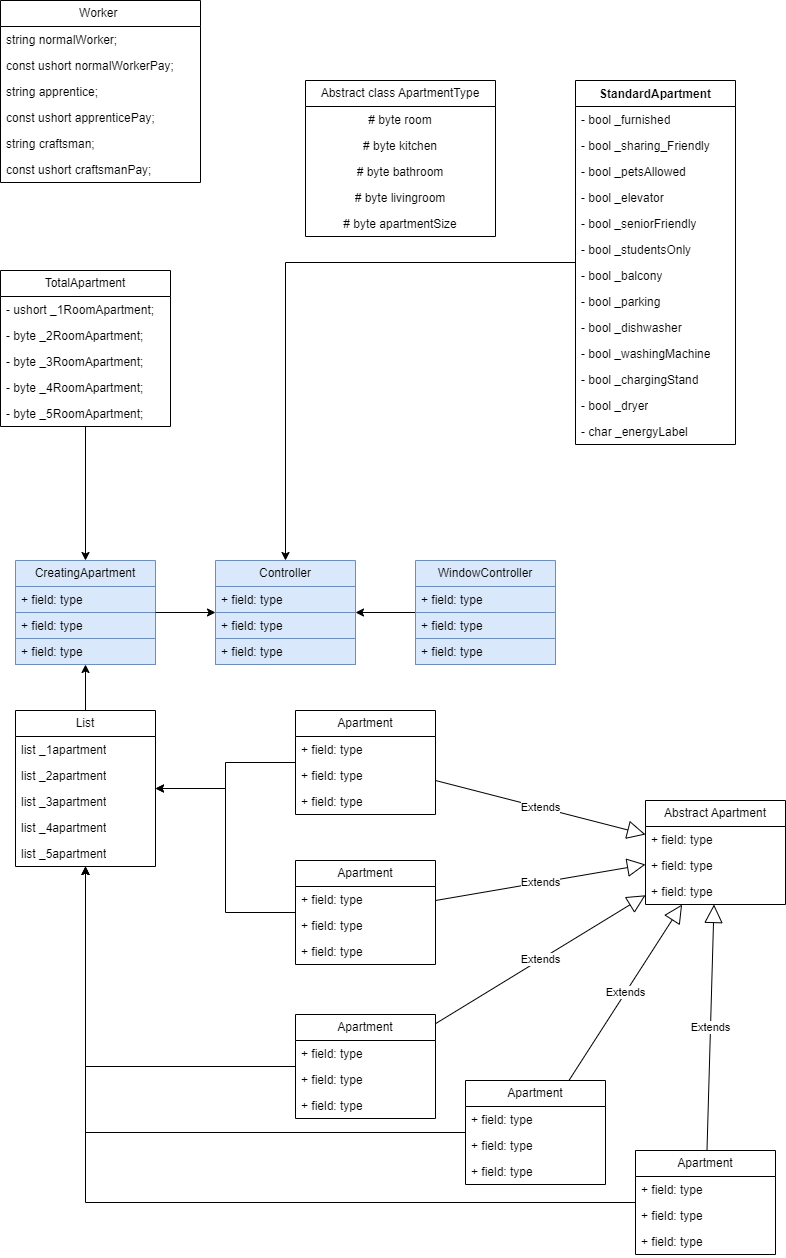 Worker
string normalWorker;
const ushort normalWorkerPay;
string apprentice;
const ushort apprenticePay;
string craftsman;
const ushort craftsmanPay;
Abstract class ApartmentType
# byte room
# byte kitchen
# byte bathroom
# byte livingroom
# byte apartmentSize
StandardApartment
- bool _furnished
- bool _sharing_Friendly
- bool _petsAllowed
- bool _elevator
- bool _seniorFriendly
- bool _studentsOnly
- bool _balcony
- bool _parking
- bool _dishwasher
- bool _washingMachine
- bool _chargingStand
- bool _dryer
- char _energyLabel
TotalApartment
- ushort _1RoomApartment;
- byte _2RoomApartment;
- byte _3RoomApartment;
- byte _4RoomApartment;
- byte _5RoomApartment;
CreatingApartment
+ field: type
+ field: type
+ field: type
Controller
+ field: type
+ field: type
+ field: type
WindowController
+ field: type
+ field: type
+ field: type
List
list _1apartment
list _2apartment
list _3apartment
list _4apartment
list _5apartment
Apartment
+ field: type
+ field: type
+ field: type
Extends
Abstract Apartment
+ field: type
+ field: type
+ field: type
Apartment
+ field: type
+ field: type
+ field: type
Extends
Apartment
+ field: type
+ field: type
+ field: type
Extends
Apartment
+ field: type
+ field: type
+ field: type
Extends
Apartment
+ field: type
+ field: type
+ field: type
Extends